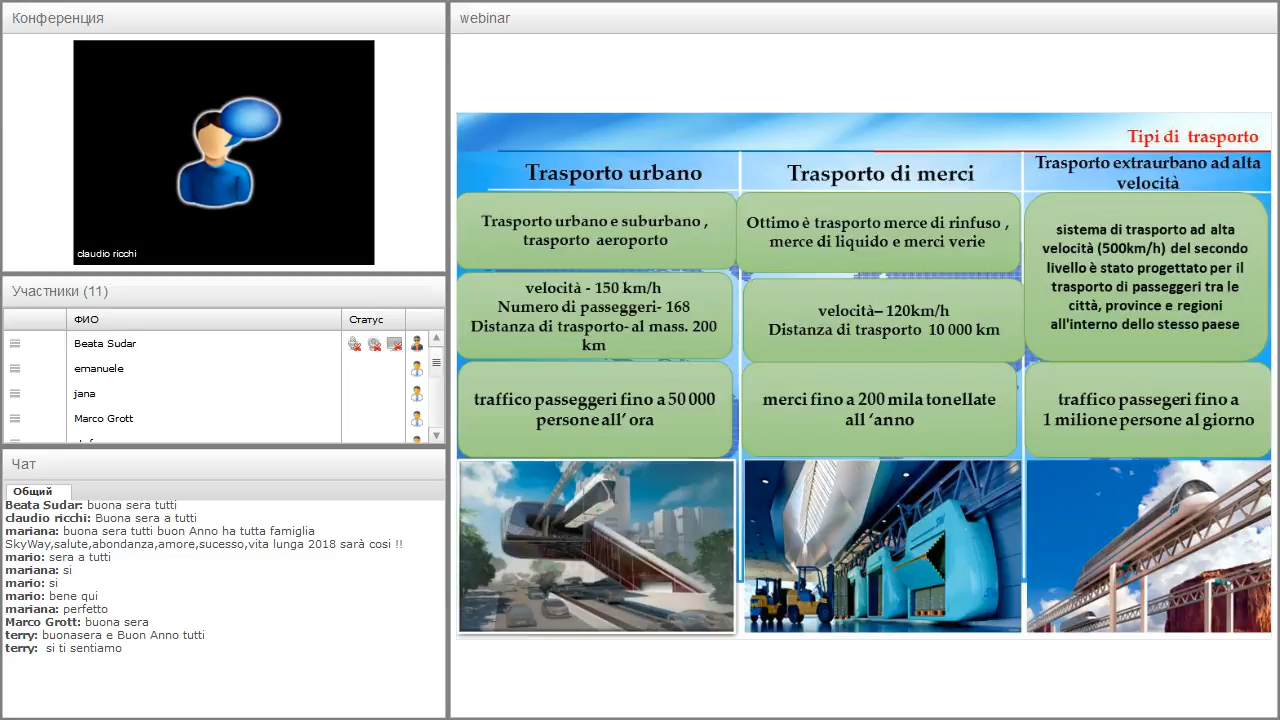 Конференция
claudio ricchi
Участники (11)
ФИО
Статус
Beata Sudar
emanuele
jana
Marco Grott
Чат
Общий
Beata Sudar: buona sera tutti
claudio ricchi: Buona sera a tutti
mariana: buona sera tutti buon Anno ha tutta famiglia
SkyWay,salute,abondanza,amore,sucesso,vita lunga 2018 sarà cosi !!
mario: sera a tutti
mariana: si
mario: si
mario: bene qui
mariana: perfetto
Marco Grott: buona sera
terry: buonasera e Buon Anno tutti
terry: si ti sentiamo
webinar
Tipi di trasporto
Trasporto urbano
Trasporto urbano e suburbano ,
trasporto aeroporto
velocità - 150 km/h
Numero di passeggeri- 168
Distanza di trasporto- al mass. 200
km
traffico passeggeri fino a 50 000
persone all’ ora
Trasporto di merci
Ottimo è trasporto merce di rinfuso ,
merce di liquido e merci verie
velocità– 120km/h
Distanza di trasporto 10 000 km
merci fino a 200 mila tonellate
all ‘anno
Trasporto extraurbano ad alta
velocità
sistema di trasporto ad alta
velocità (500km/h) del secondo
livello è stato progettato per il
trasporto di passeggeri tra le
città, province e regioni
all'interno dello stesso paese
traffico passegeri fino a
1 milione persone al giorno